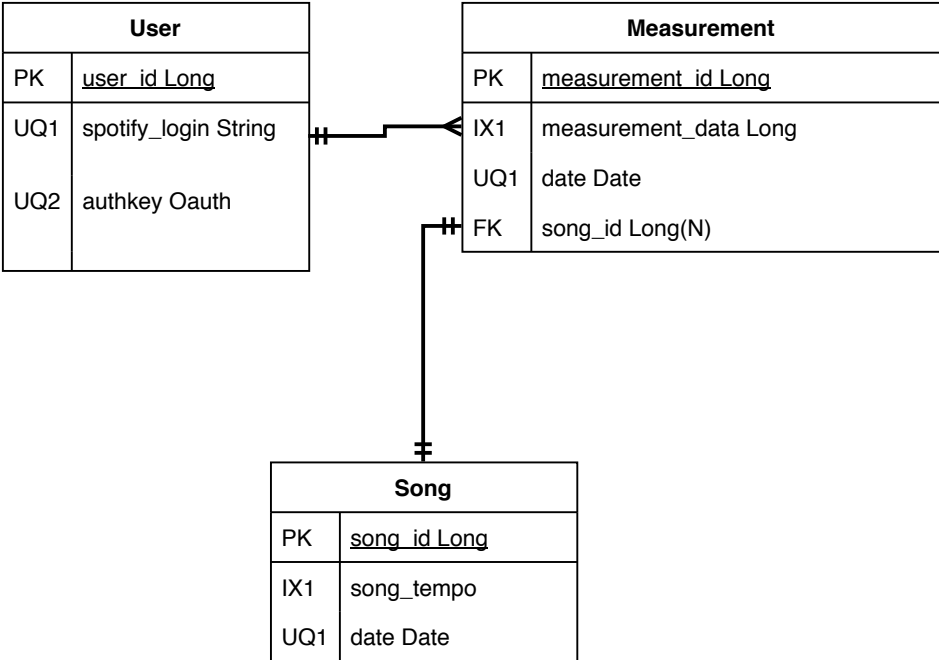 User
PK user_id Long
UQ1 spotify_login String
UQ2 authkey Oauth
Measurement
PK measurement_id Long
IX1 measurement_data Long
UQ1 date Date
FK song_id Long(N)
Song
PK song_id Long
IX1 song_tempo
UQ1 date Date